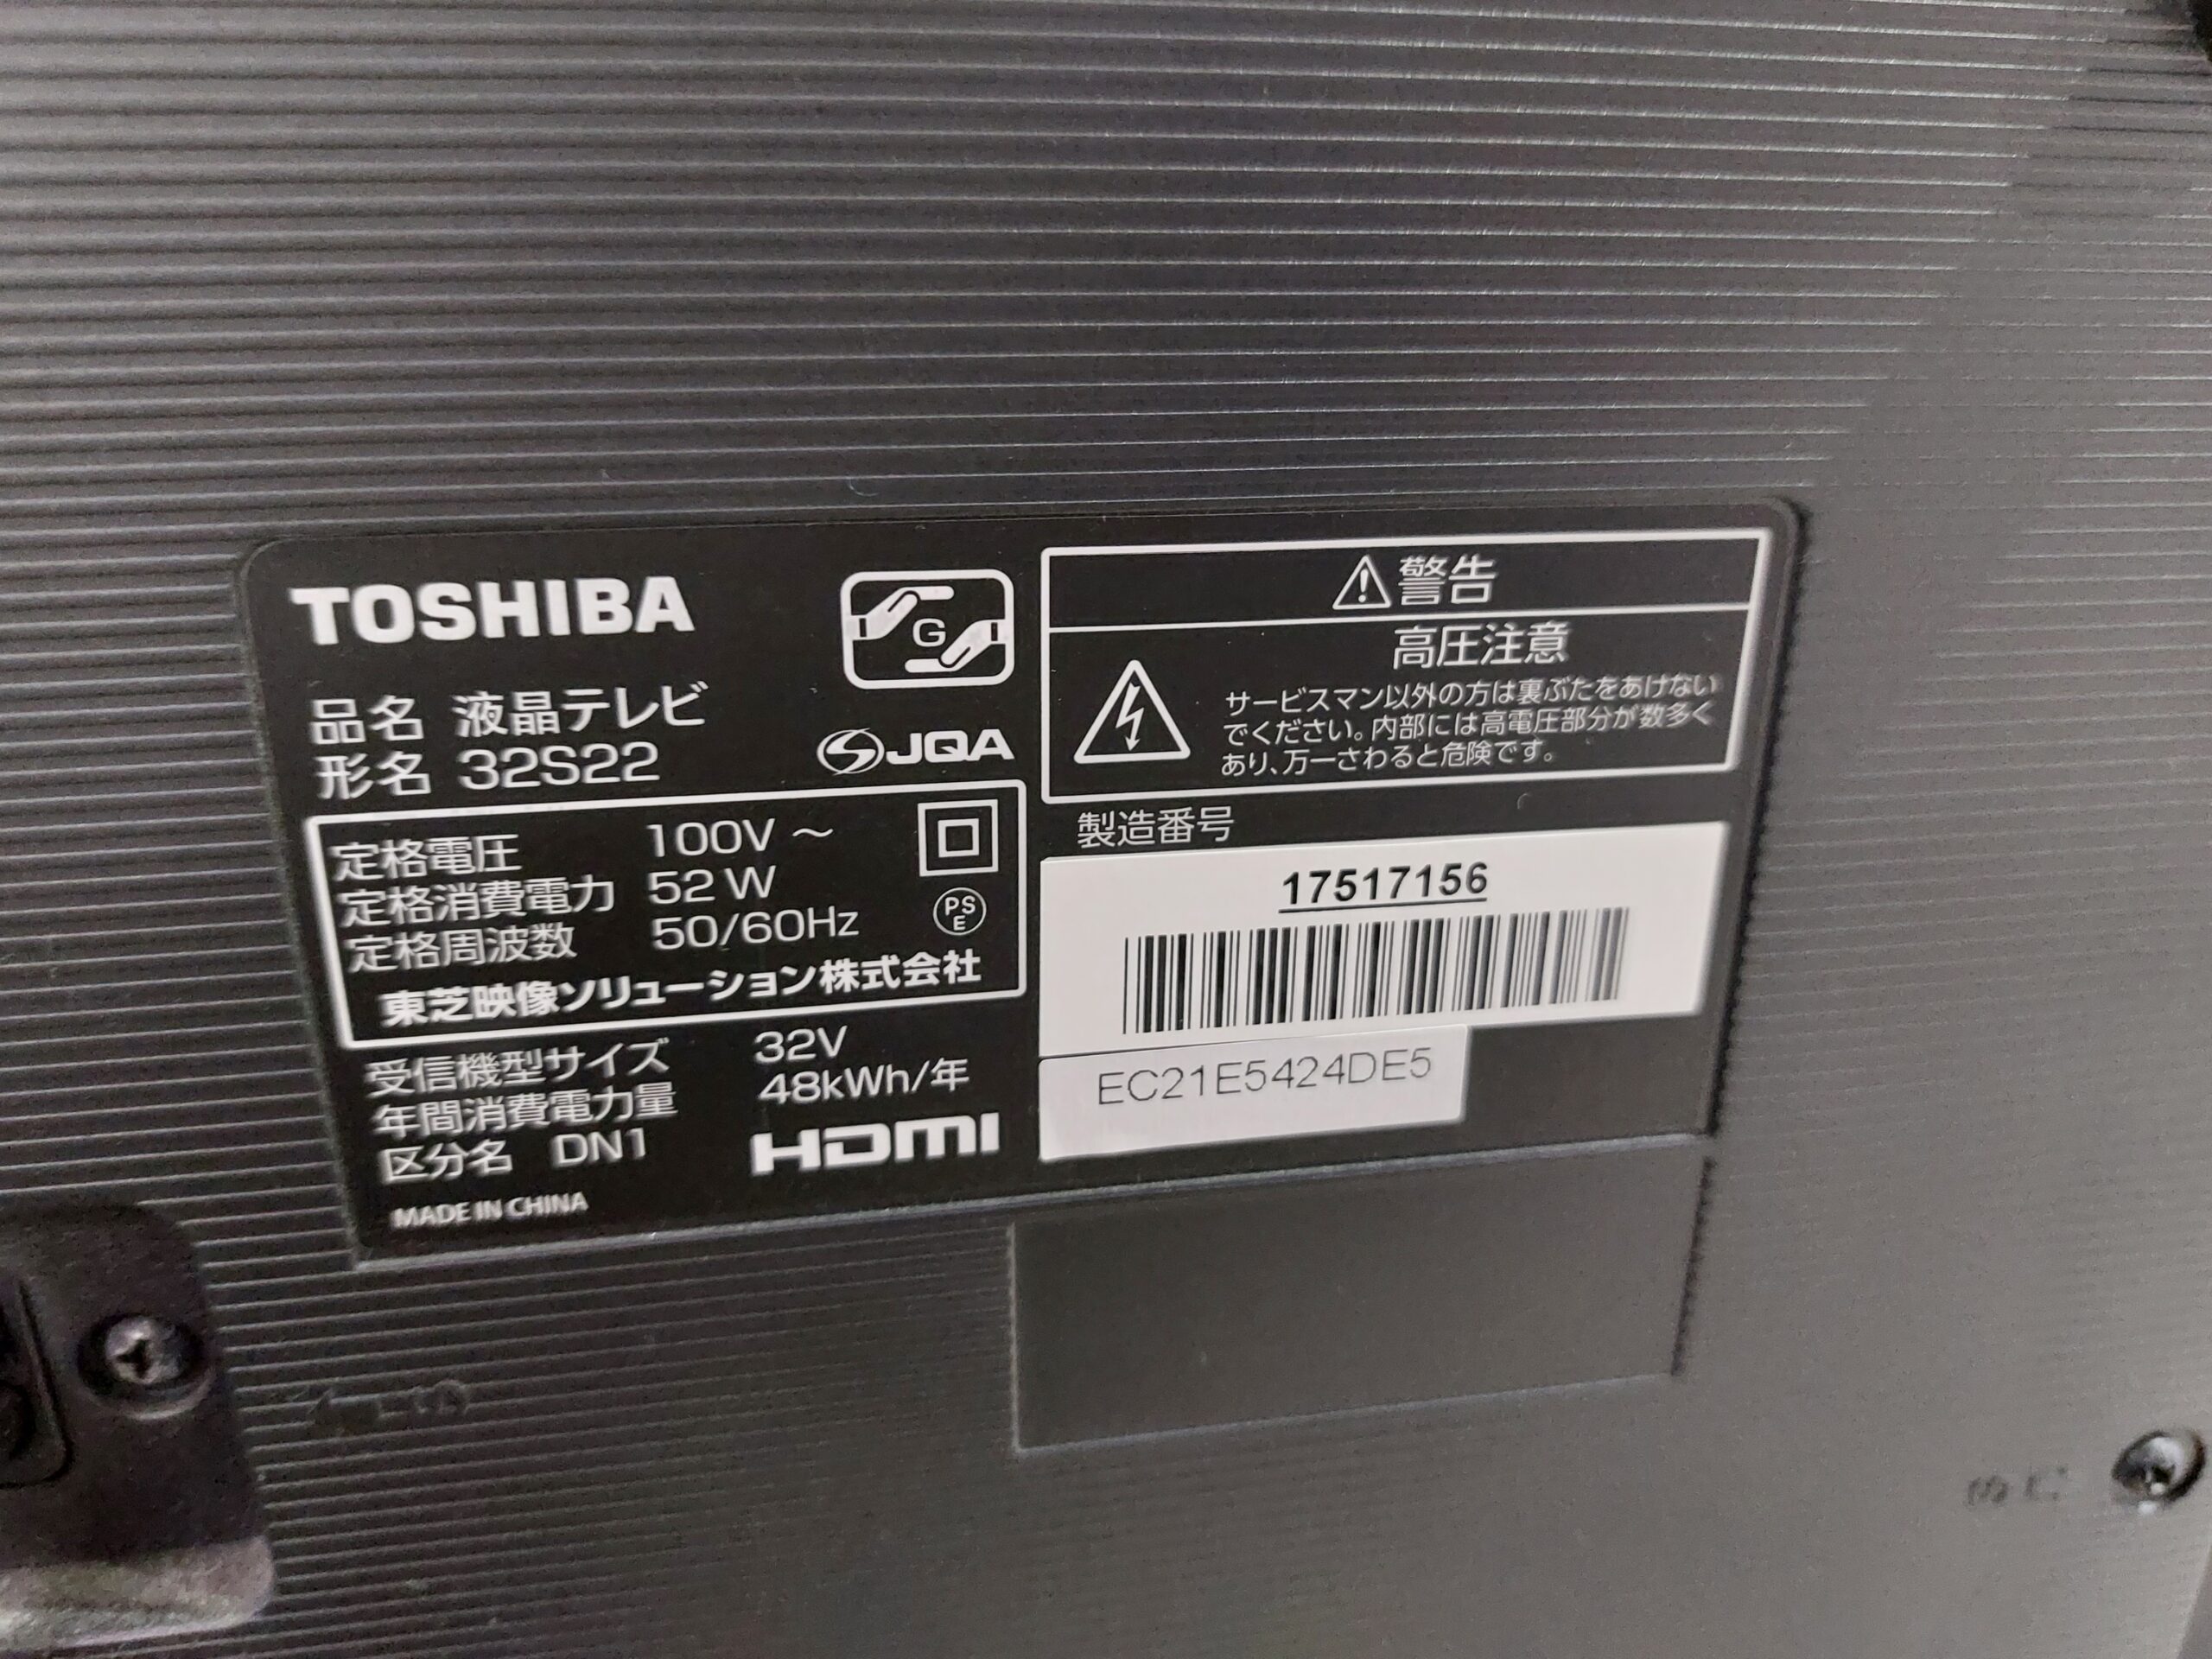 TOSHIBA
品名 液晶テレビ
形名 32S22
G
JQA
定格電圧 100V ～
定格消費電力 52 W
定格周波数 50/60Hz
PS
E
東芝映像ソリューション株式会社
受信機型サイズ 32V
年間消費電力量 48kWh/年
区分名 DN1
HDMI
MADE IN CHINA
警告
高圧注意
サービスマン以外の方は裏ぶたをあけない
でください。内部には高電圧部分が数多く
あり、万一さわると危険です。
製造番号
17517156
EC21E5424DE5